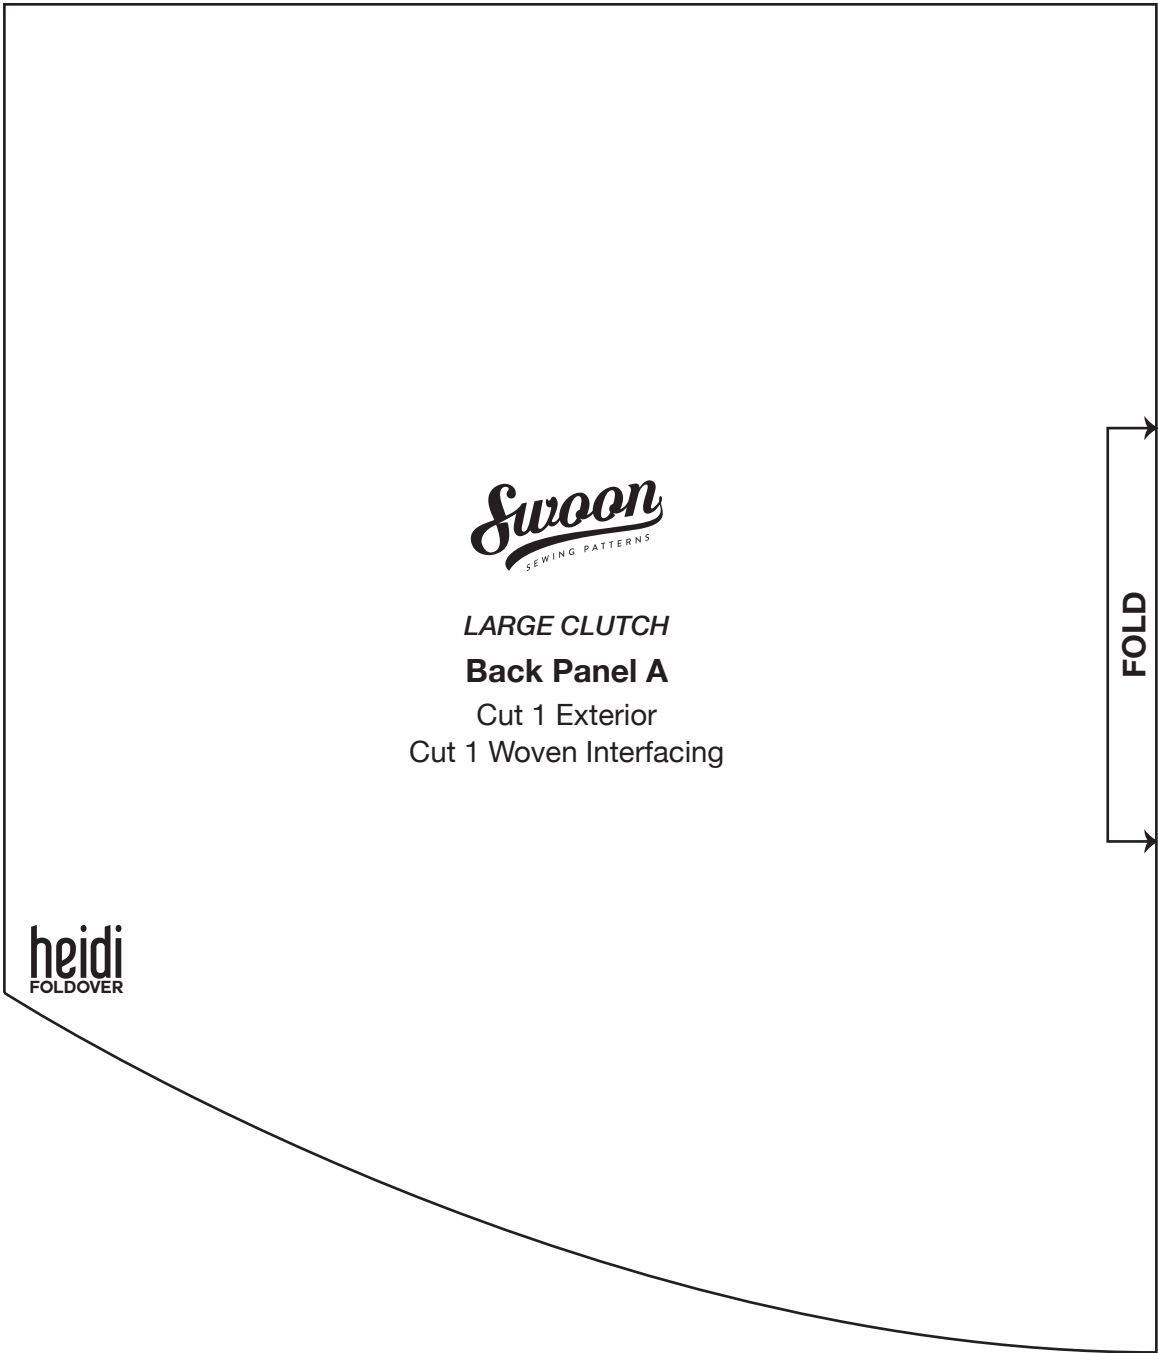 Swoon
SEWING PATTERNS
LARGE CLUTCH
Back Panel A
Cut 1 Exterior
Cut 1 Woven Interfacing
FOLD
heidi
FOLDOVER